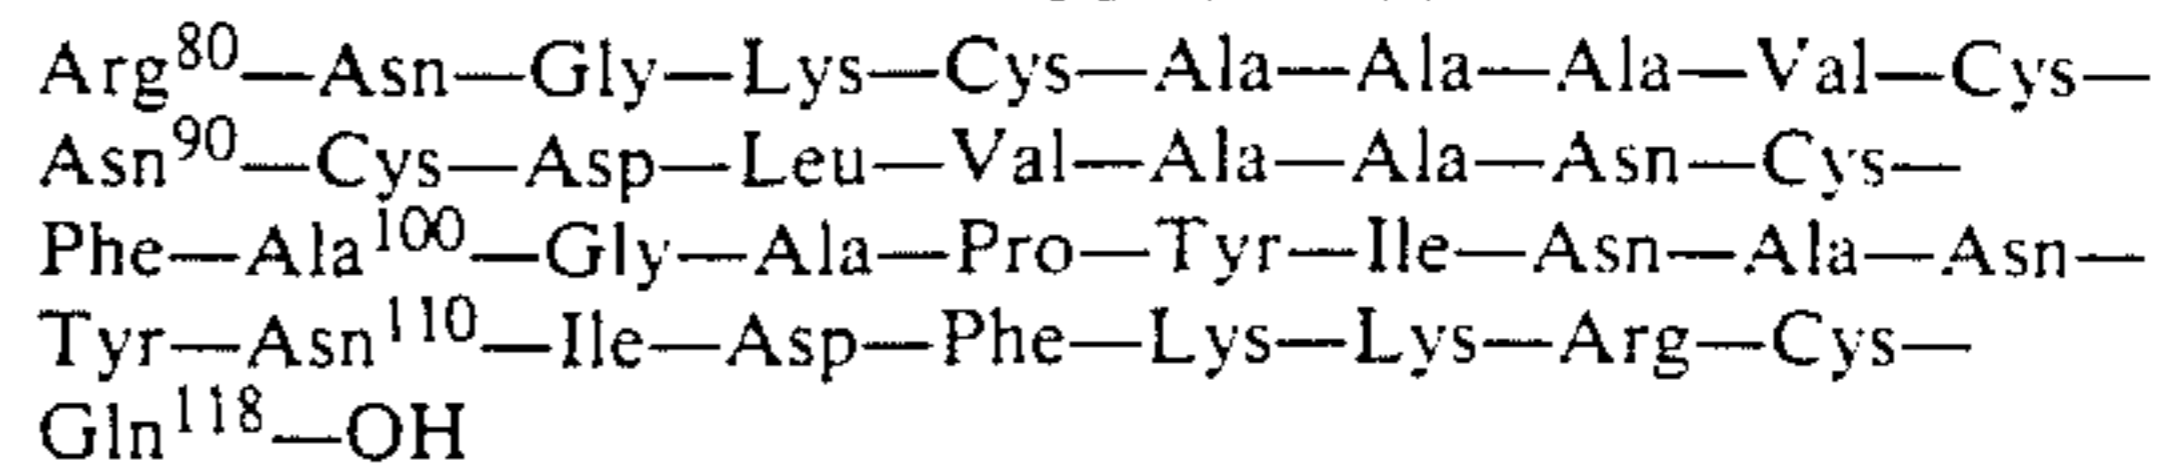 Arg⁸⁰—Asn—Gly—Lys—Cys—Ala—Ala—Ala—Val—Cys—
Asn⁹⁰—Cys—Asp—Leu—Val—Ala—Ala—Asn—Cys—
Phe—Ala¹⁰⁰—Gly—Ala—Pro—Tyr—Ile—Asn—Ala—Asn—
Tyr—Asn¹¹⁰—Ile—Asp—Phe—Lys—Lys—Arg—Cys—
Gln¹¹⁸—OH